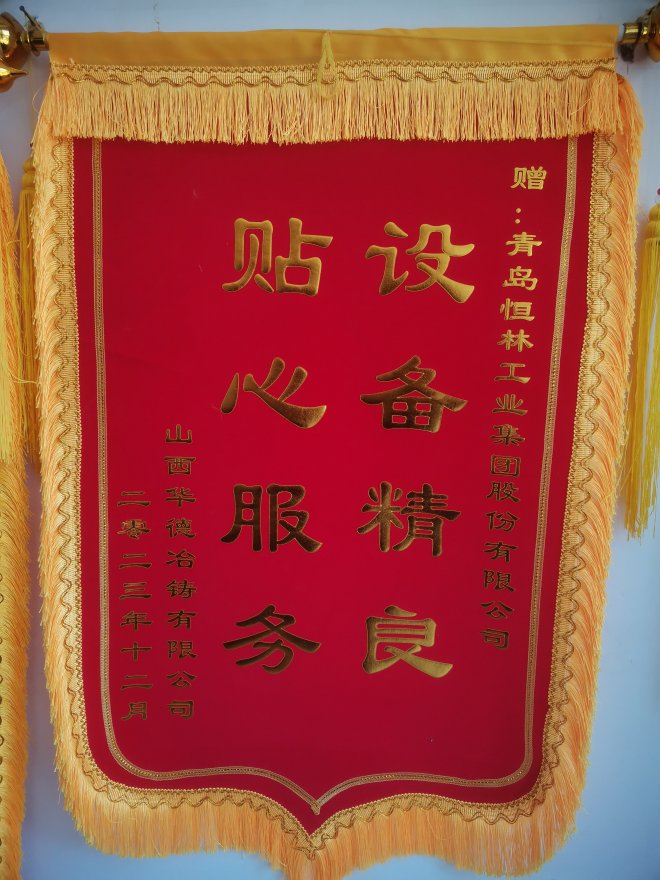 赠：青岛恒林工业集团股份有限公司
设备精良
贴心服务
山西华德冶铸有限公司
二零二三年十二月